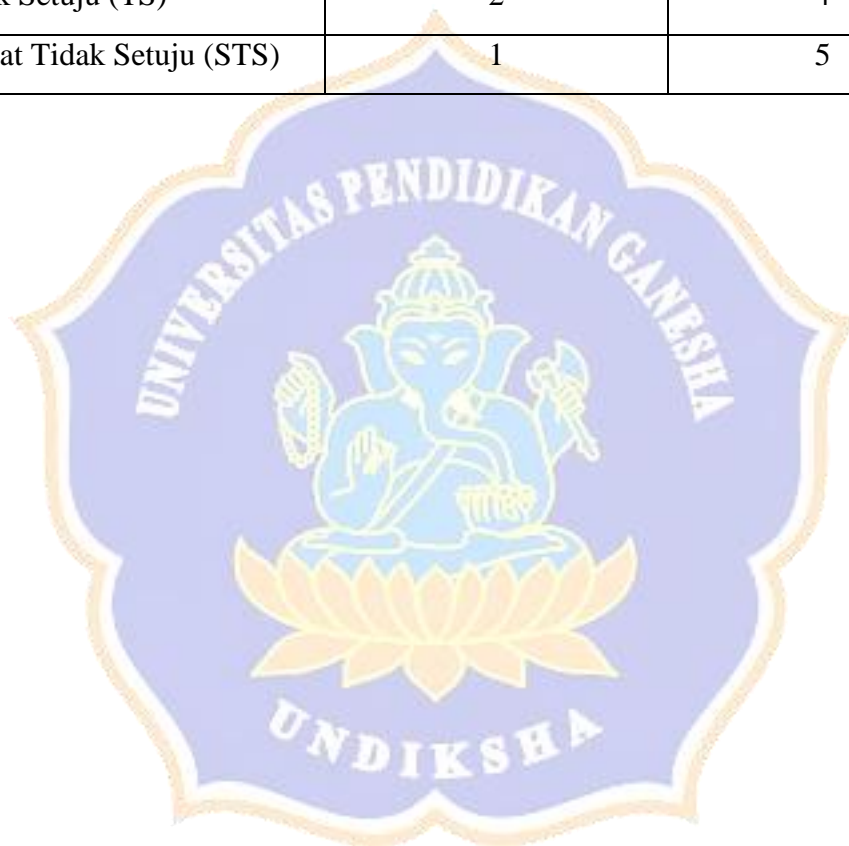 Setuju (TS) 2 4
at Tidak Setuju (STS) 1 5
UNIVERSITAS PENDIDIKAN GANESHA
UNDIKSHA